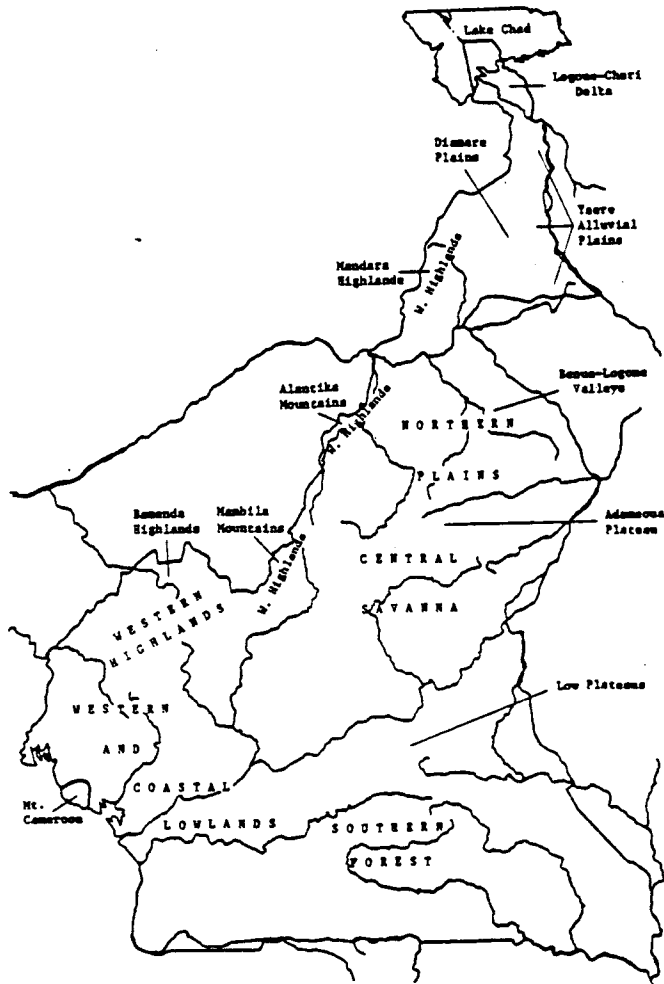 Lake Chad
Logone-Chari
Delta
Diamare
Plains
Yaere
Alluvial
Plains
Mandara
Highlands
W. Highlands
Alantika
Mountains
W. Highlands
Benue-Logone
Valleys
NORTHERN
PLAINS
Bamenda
Highlands
Mambila
Mountains
Adamaoua
Plateau
W. Highlands
CENTRAL
SAVANNA
WESTERN
HIGHLANDS
Low Plateaus
WESTERN
AND
COASTAL
LOWLANDS
Mt.
Cameroon
SOUTHERN
FOREST